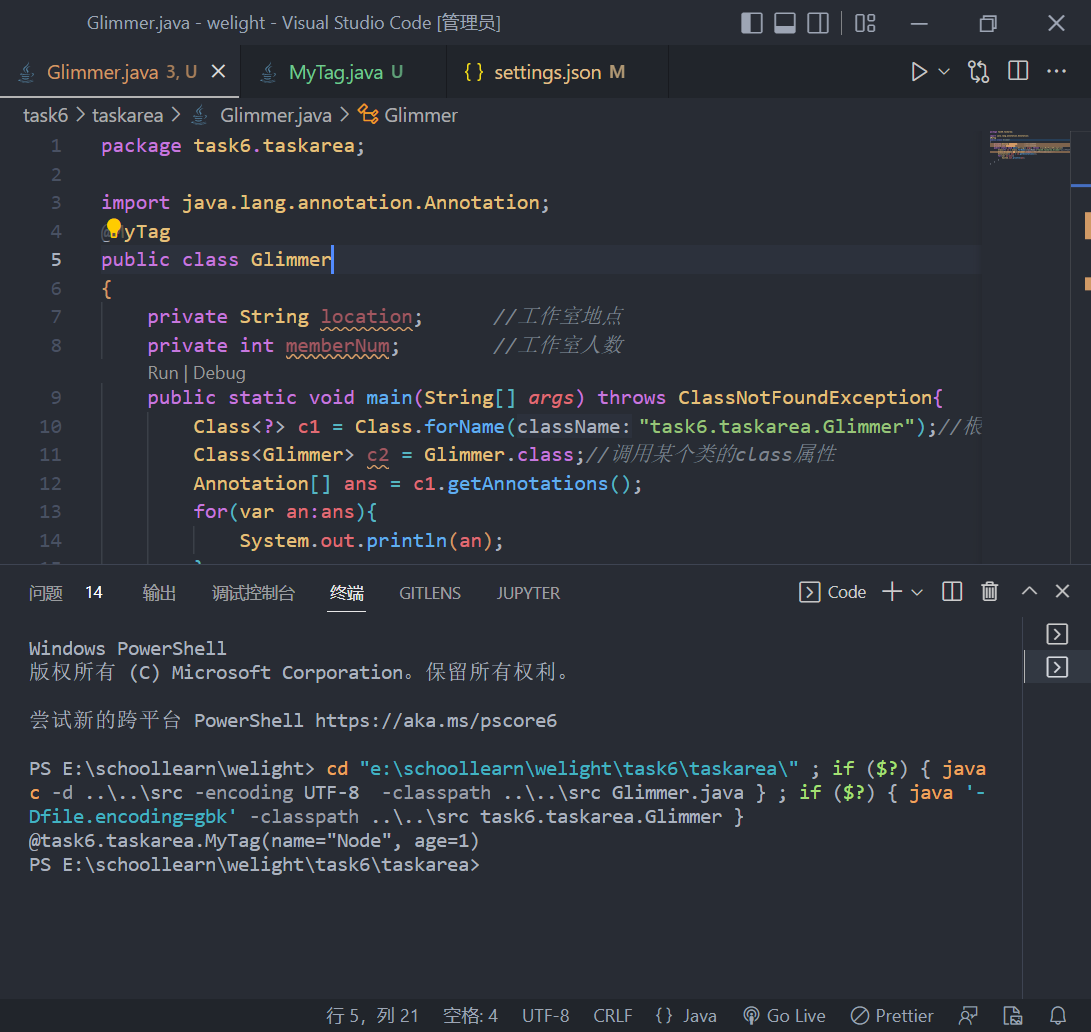 Glimmer.java - welight - Visual Studio Code [管理员]
Glimmer.java 3, U MyTag.java U {} settings.json M
task6 > taskarea > Glimmer.java > Glimmer
1 package task6.taskarea;
2
3 import java.lang.annotation.Annotation;
4 @MyTag
5 public class Glimmer
6 {
7 private String location; //工作室地点
8 private int memberNum; //工作室人数
Run | Debug
9 public static void main(String[] args) throws ClassNotFoundException{
10 Class<?> c1 = Class.forName(className: "task6.taskarea.Glimmer");//根
11 Class<Glimmer> c2 = Glimmer.class;//调用某个类的class属性
12 Annotation[] ans = c1.getAnnotations();
13 for(var an:ans){
14 System.out.println(an);
问题 14 输出 调试控制台 终端 GITLENS JUPYTER Code
Windows PowerShell
版权所有 (C) Microsoft Corporation。保留所有权利。
尝试新的跨平台 PowerShell https://aka.ms/pscore6
PS E:\schoollearn\welight> cd "e:\schoollearn\welight\task6\taskarea\" ; if ($?) { java
c -d ..\..\src -encoding UTF-8  -classpath ..\..\src Glimmer.java } ; if ($?) { java '-
Dfile.encoding=gbk' -classpath ..\..\src task6.taskarea.Glimmer }
@task6.taskarea.MyTag(name="Node", age=1)
PS E:\schoollearn\welight\task6\taskarea>
行 5，列 21 空格: 4 UTF-8 CRLF {} Java Go Live Prettier